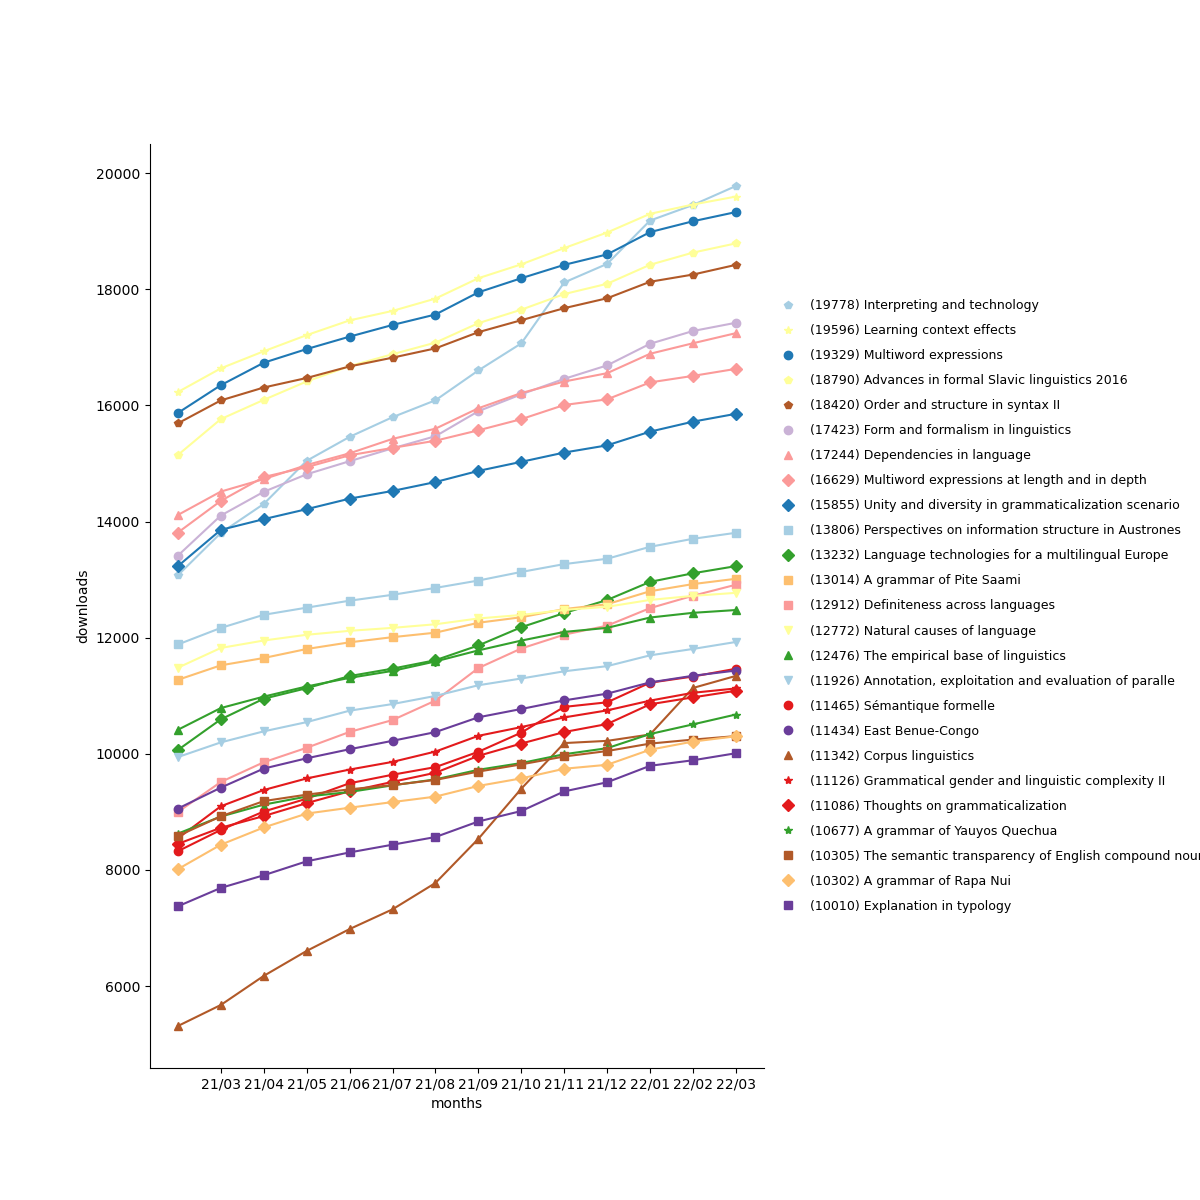 20000
18000
16000
14000
12000
10000
8000
6000
downloads
21/03 21/04 21/05 21/06 21/07 21/08 21/09 21/10 21/11 21/12 22/01 22/02 22/03
months
(19778) Interpreting and technology
(19596) Learning context effects
(19329) Multiword expressions
(18790) Advances in formal Slavic linguistics 2016
(18420) Order and structure in syntax II
(17423) Form and formalism in linguistics
(17244) Dependencies in language
(16629) Multiword expressions at length and in depth
(15855) Unity and diversity in grammaticalization scenario
(13806) Perspectives on information structure in Austrones
(13232) Language technologies for a multilingual Europe
(13014) A grammar of Pite Saami
(12912) Definiteness across languages
(12772) Natural causes of language
(12476) The empirical base of linguistics
(11926) Annotation, exploitation and evaluation of paralle
(11465) Sémantique formelle
(11434) East Benue-Congo
(11342) Corpus linguistics
(11126) Grammatical gender and linguistic complexity II
(11086) Thoughts on grammaticalization
(10677) A grammar of Yauyos Quechua
(10305) The semantic transparency of English compound nou
(10302) A grammar of Rapa Nui
(10010) Explanation in typology